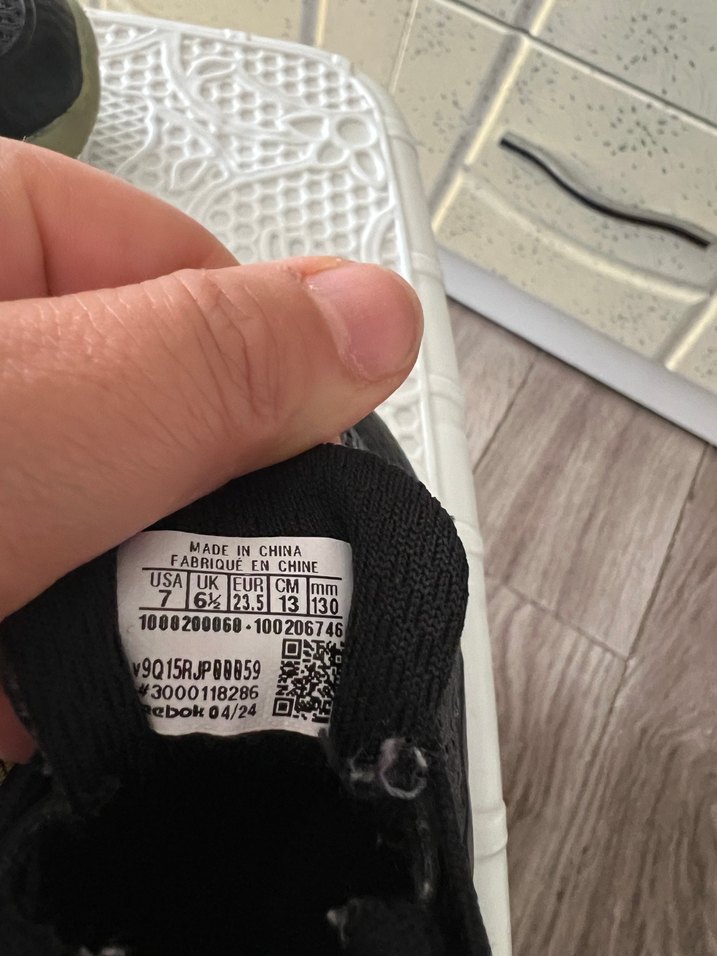 MADE IN CHINA
FABRIQUÉ EN CHINE
USA UK EUR CM mm
7 6½ 23.5 13 130
1000200060 · 100206746
v9Q15RJP00059
#3000118286
eebok 04/24